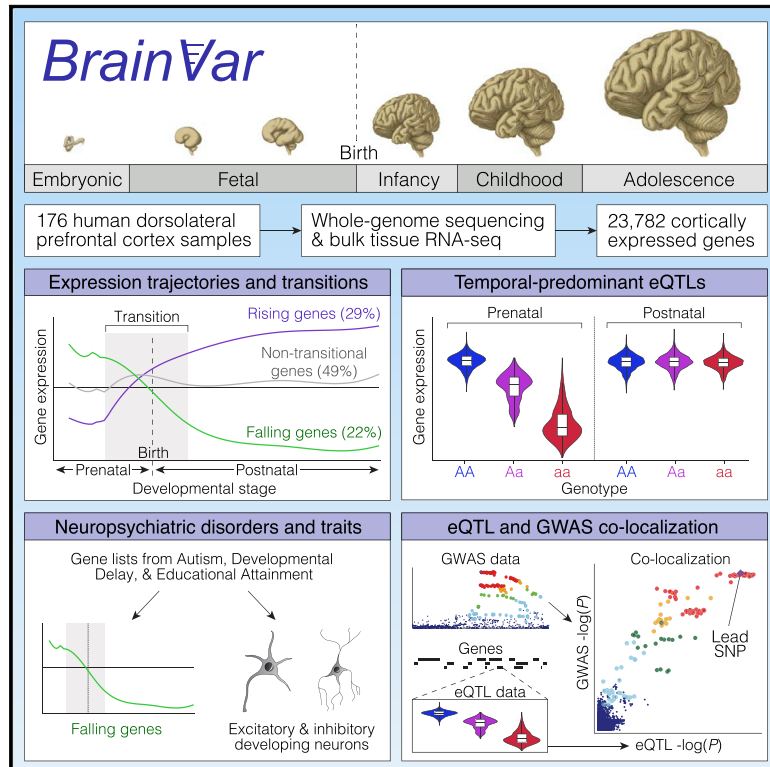 BrainVar
Birth
Embryonic
Fetal
Infancy
Childhood
Adolescence
176 human dorsolateral
prefrontal cortex samples
Whole-genome sequencing
& bulk tissue RNA-seq
23,782 cortically
expressed genes
Expression trajectories and transitions
Transition
Rising genes (29%)
Non-transitional
genes (49%)
Falling genes (22%)
Gene expression
Birth
Prenatal
Postnatal
Developmental stage
Temporal-predominant eQTLs
Prenatal
Postnatal
Gene expression
AA
Aa
aa
AA
Aa
aa
Genotype
Neuropsychiatric disorders and traits
Gene lists from Autism, Developmental
Delay, & Educational Attainment
Falling genes
Excitatory & inhibitory
developing neurons
eQTL and GWAS co-localization
GWAS data
Genes
eQTL data
Co-localization
GWAS -log(P)
Lead
SNP
eQTL -log(P)